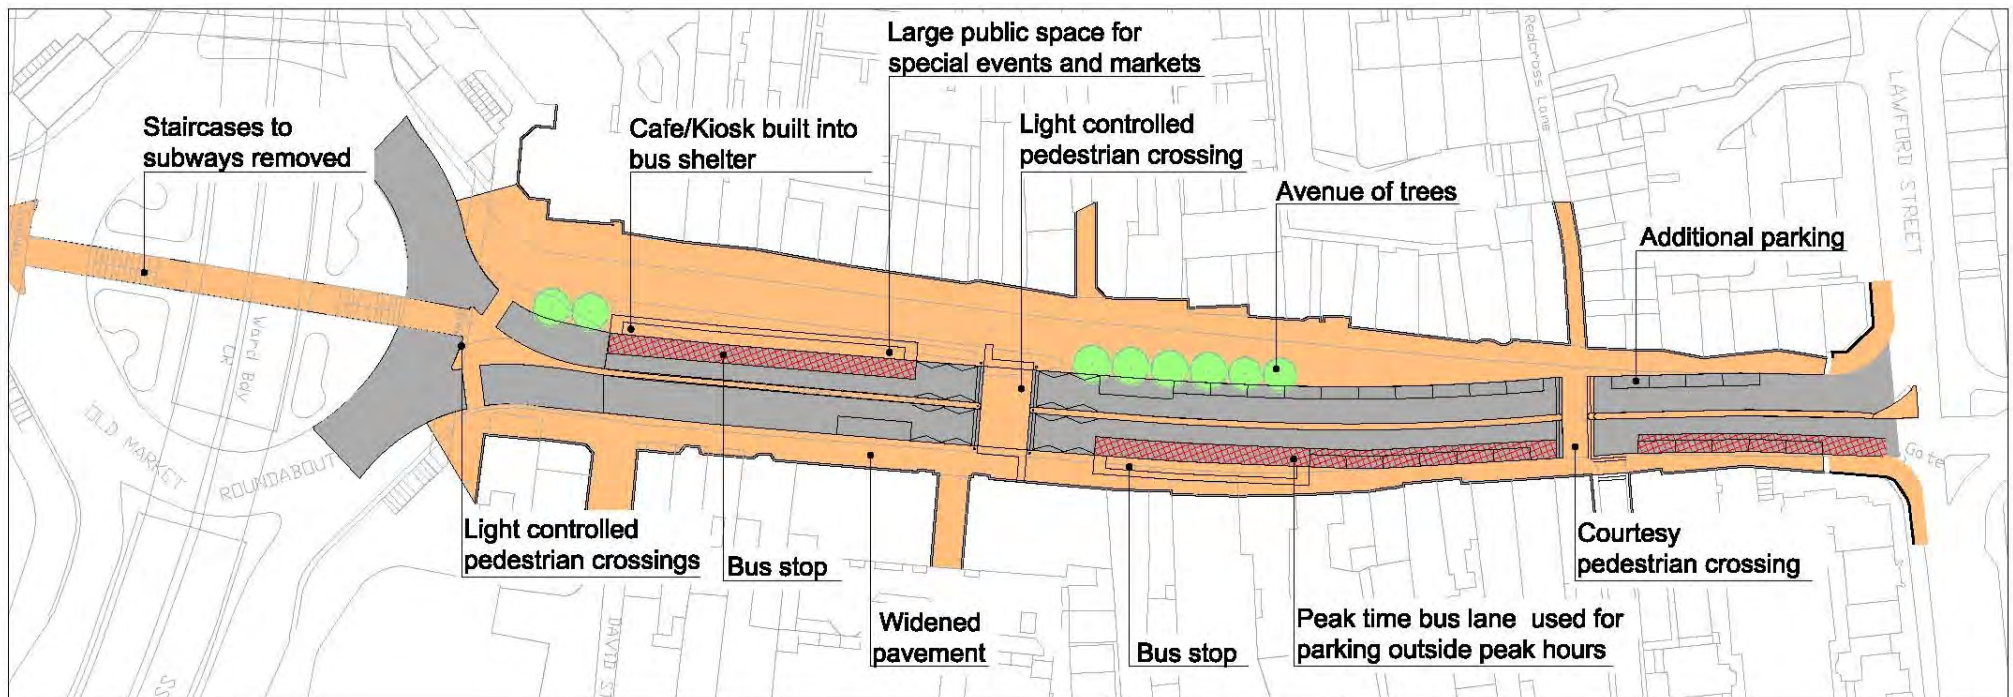 Large public space for
special events and markets
Staircases to
subways removed
Cafe/Kiosk built into
bus shelter
Light controlled
pedestrian crossing
Redcross Lane
LAWFORD STREET
Avenue of trees
Additional parking
OLD MARKET
ROUNDABOUT
Gate
Light controlled
pedestrian crossings
Bus stop
Widened
pavement
DAVID ST
Bus stop
Peak time bus lane used for
parking outside peak hours
Courtesy
pedestrian crossing